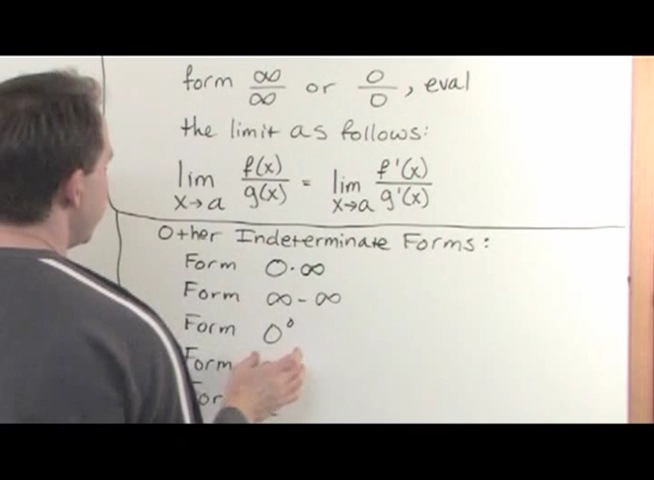 form ∞/∞ or 0/0, eval
the limit as follows:
lim x→a f(x)/g(x) = lim x→a f'(x)/g'(x)
Other Indeterminate Forms:
Form 0·∞
Form ∞-∞
Form 0⁰
Form